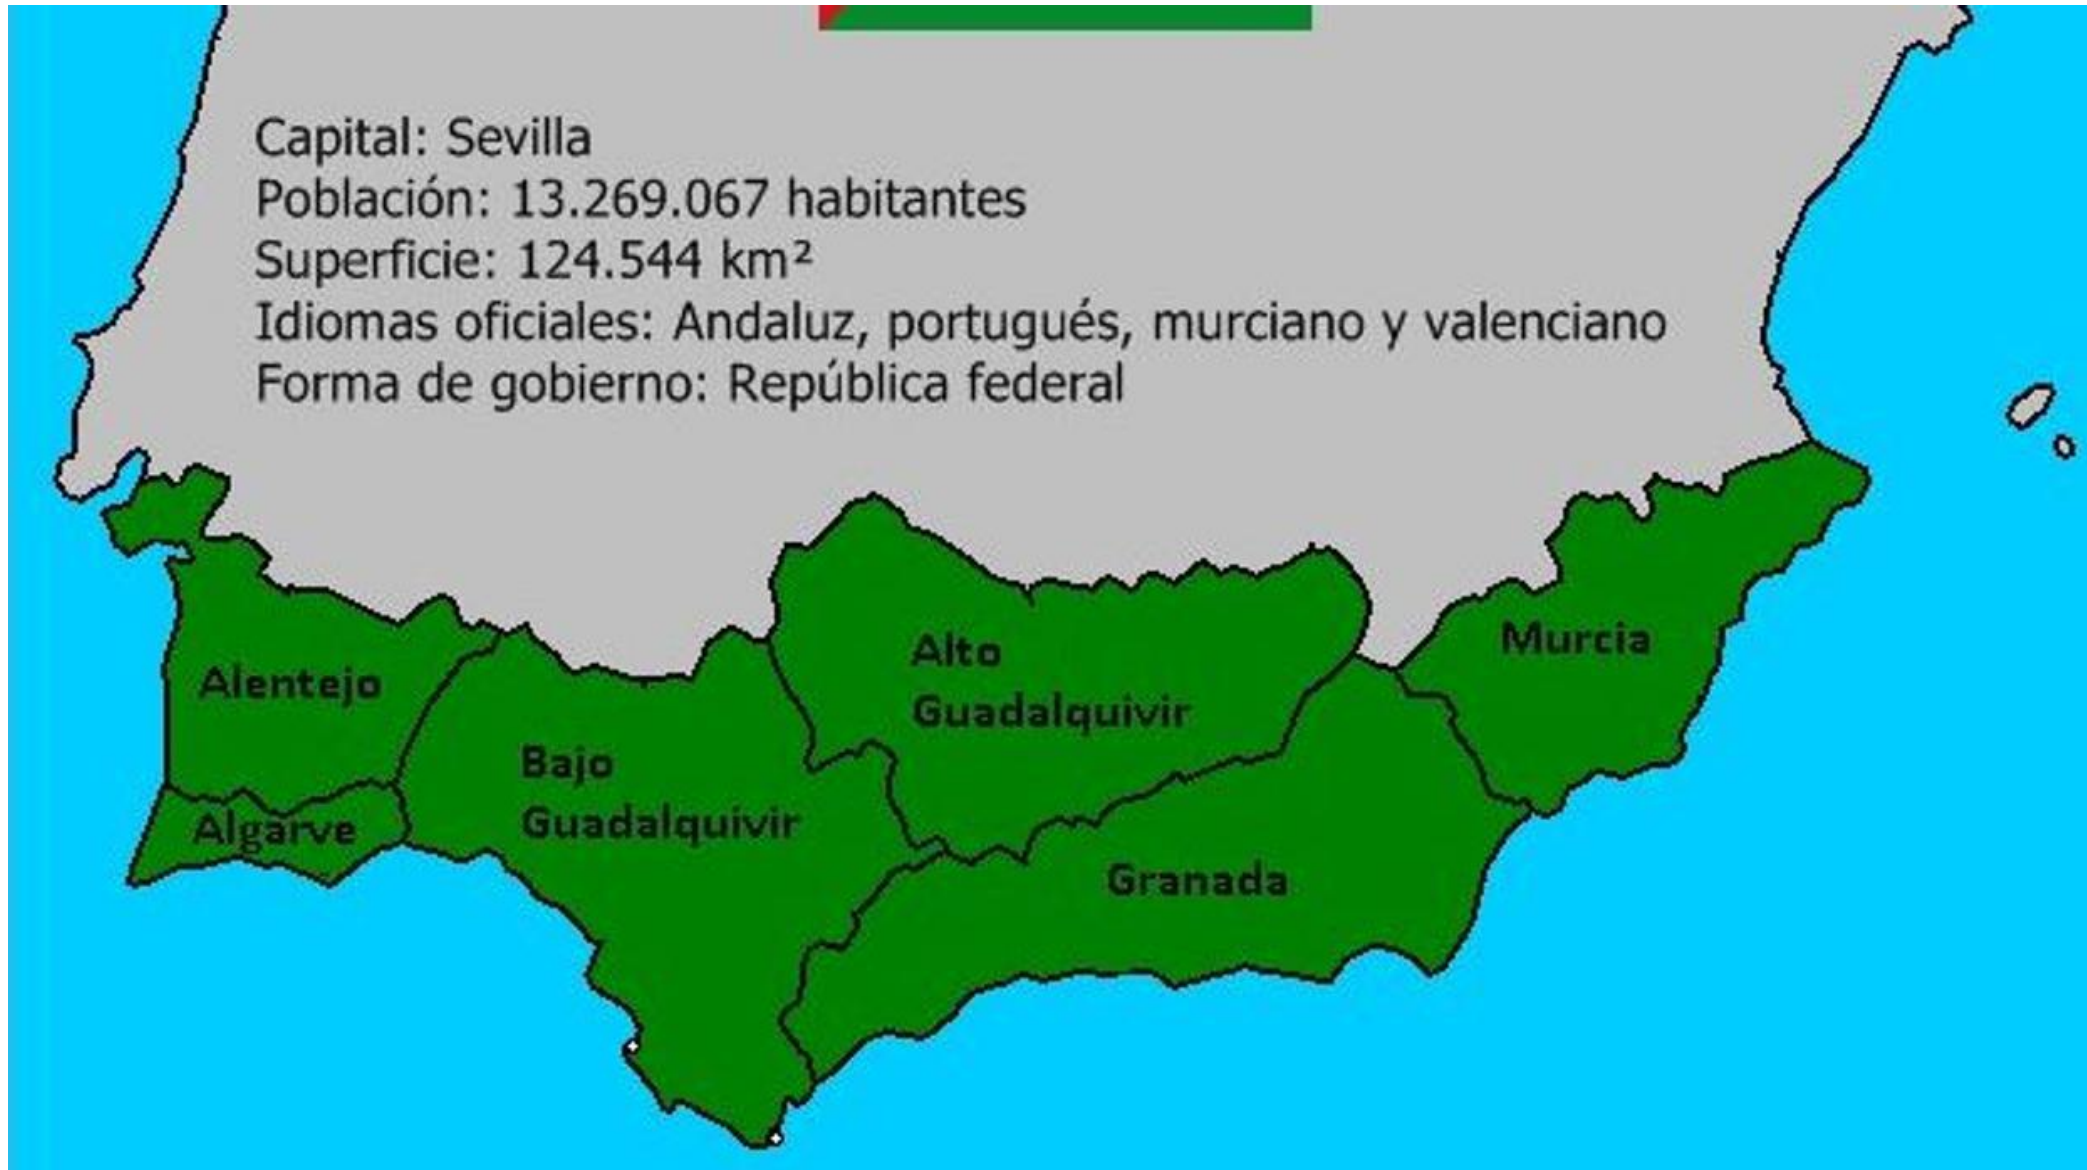 Capital: Sevilla
Población: 13.269.067 habitantes
Superficie: 124.544 km²
Idiomas oficiales: Andaluz, portugués, murciano y valenciano
Forma de gobierno: República federal
Alto
Guadalquivir
Murcia
Alentejo
Bajo
Guadalquivir
Algarve
Granada